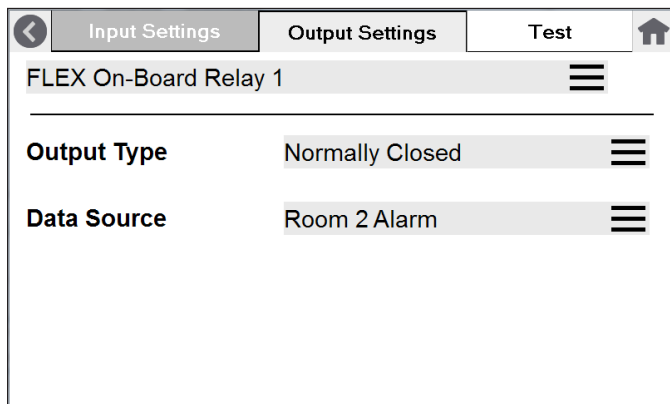 Input Settings Output Settings Test
FLEX On-Board Relay 1
Output Type Normally Closed
Data Source Room 2 Alarm